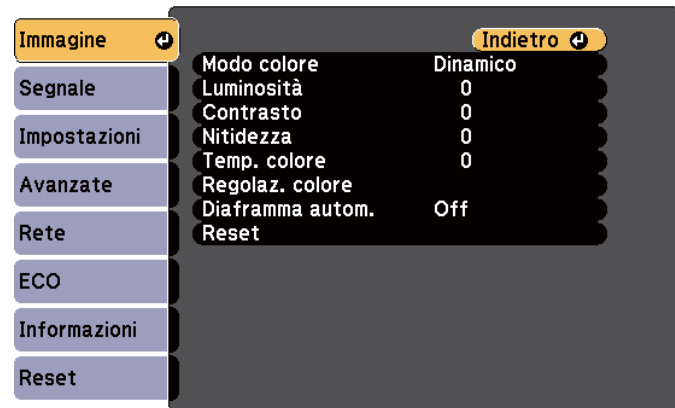 Immagine
Segnale
Impostazioni
Avanzate
Rete
ECO
Informazioni
Reset
Indietro
Modo colore Dinamico
Luminosità 0
Contrasto 0
Nitidezza 0
Temp. colore 0
Regolaz. colore
Diaframma autom. Off
Reset